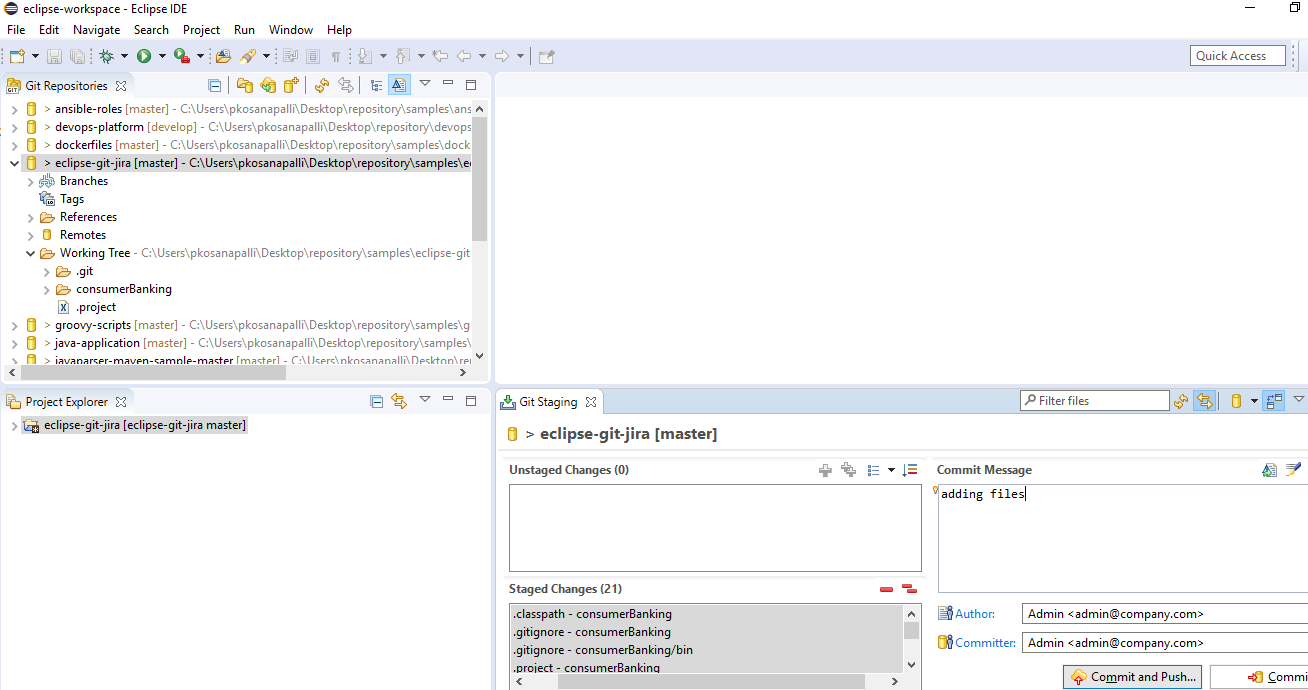 eclipse-workspace - Eclipse IDE
File Edit Navigate Search Project Run Window Help
Quick Access
Git Repositories
> ansible-roles [master] - C:\Users\pkosanapalli\Desktop\repository\samples\ans
> devops-platform [develop] - C:\Users\pkosanapalli\Desktop\repository\devops
> dockerfiles [master] - C:\Users\pkosanapalli\Desktop\repository\samples\dock
> eclipse-git-jira [master] - C:\Users\pkosanapalli\Desktop\repository\samples\ec
Branches
Tags
References
Remotes
Working Tree - C:\Users\pkosanapalli\Desktop\repository\samples\eclipse-git
.git
consumerBanking
.project
> groovy-scripts [master] - C:\Users\pkosanapalli\Desktop\repository\samples\g
> java-application [master] - C:\Users\pkosanapalli\Desktop\repository\samples\
> javaparser-maven-sample-master [master] - C:\Users\pkosanapalli\Desktop\rep
Project Explorer
eclipse-git-jira [eclipse-git-jira master]
Git Staging
Filter files
> eclipse-git-jira [master]
Unstaged Changes (0)
Staged Changes (21)
.classpath - consumerBanking
.gitignore - consumerBanking
.gitignore - consumerBanking/bin
.project - consumerBanking
Commit Message
adding files
Author: Admin <admin@company.com>
Committer: Admin <admin@company.com>
Commit and Push... Commi